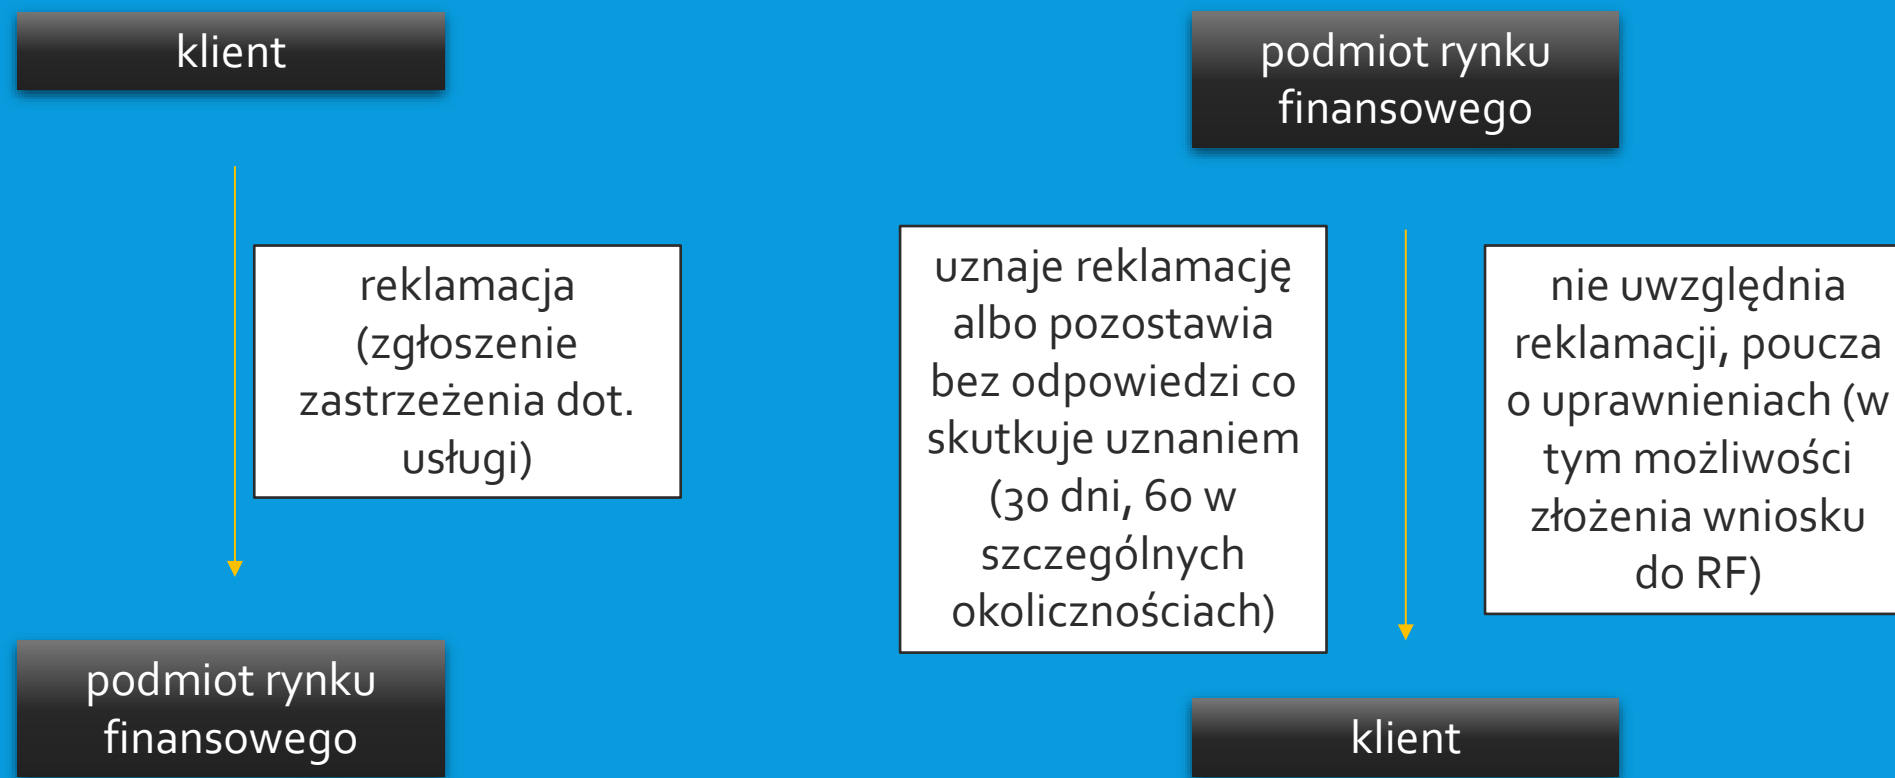 klient
reklamacja
(zgłoszenie
zastrzeżenia dot.
usługi)
podmiot rynku
finansowego
podmiot rynku
finansowego
uznaje reklamację
albo pozostawia
bez odpowiedzi co
skutkuje uznaniem
(30 dni, 60 w
szczególnych
okolicznościach)
nie uwzględnia
reklamacji, poucza
o uprawnieniach (w
tym możliwości
złożenia wniosku
do RF)
klient